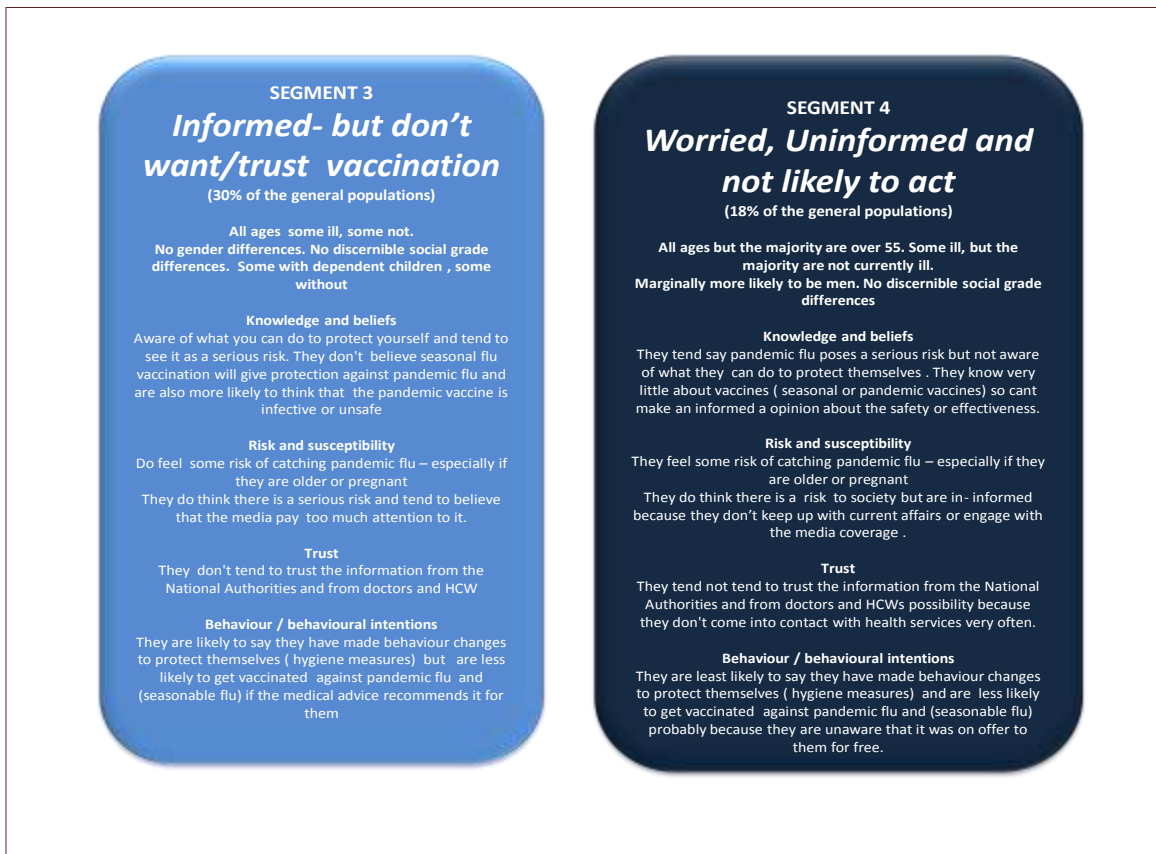 SEGMENT 3
Informed- but don’t
want/trust vaccination
(30% of the general populations)
All ages some ill, some not.
No gender differences. No discernible social grade
differences. Some with dependent children , some
without
Knowledge and beliefs
Aware of what you can do to protect yourself and tend to
see it as a serious risk. They don't believe seasonal flu
vaccination will give protection against pandemic flu and
are also more likely to think that the pandemic vaccine is
infective or unsafe
Risk and susceptibility
Do feel some risk of catching pandemic flu – especially if
they are older or pregnant
They do think there is a serious risk and tend to believe
that the media pay too much attention to it.
Trust
They don't tend to trust the information from the
National Authorities and from doctors and HCW
Behaviour / behavioural intentions
They are likely to say they have made behaviour changes
to protect themselves ( hygiene measures) but are less
likely to get vaccinated against pandemic flu and
(seasonable flu) if the medical advice recommends it for
them
SEGMENT 4
Worried, Uninformed and
not likely to act
(18% of the general populations)
All ages but the majority are over 55. Some ill, but the
majority are not currently ill.
Marginally more likely to be men. No discernible social grade
differences
Knowledge and beliefs
They tend say pandemic flu poses a serious risk but not aware
of what they can do to protect themselves . They know very
little about vaccines ( seasonal or pandemic vaccines) so cant
make an informed a opinion about the safety or effectiveness.
Risk and susceptibility
They feel some risk of catching pandemic flu – especially if they
are older or pregnant
They do think there is a risk to society but are in- informed
because they don’t keep up with current affairs or engage with
the media coverage .
Trust
They tend not tend to trust the information from the National
Authorities and from doctors and HCWs possibility because
they don't come into contact with health services very often.
Behaviour / behavioural intentions
They are least likely to say they have made behaviour changes
to protect themselves ( hygiene measures) and are less likely
to get vaccinated against pandemic flu and (seasonable flu)
probably because they are unaware that it was on offer to
them for free.